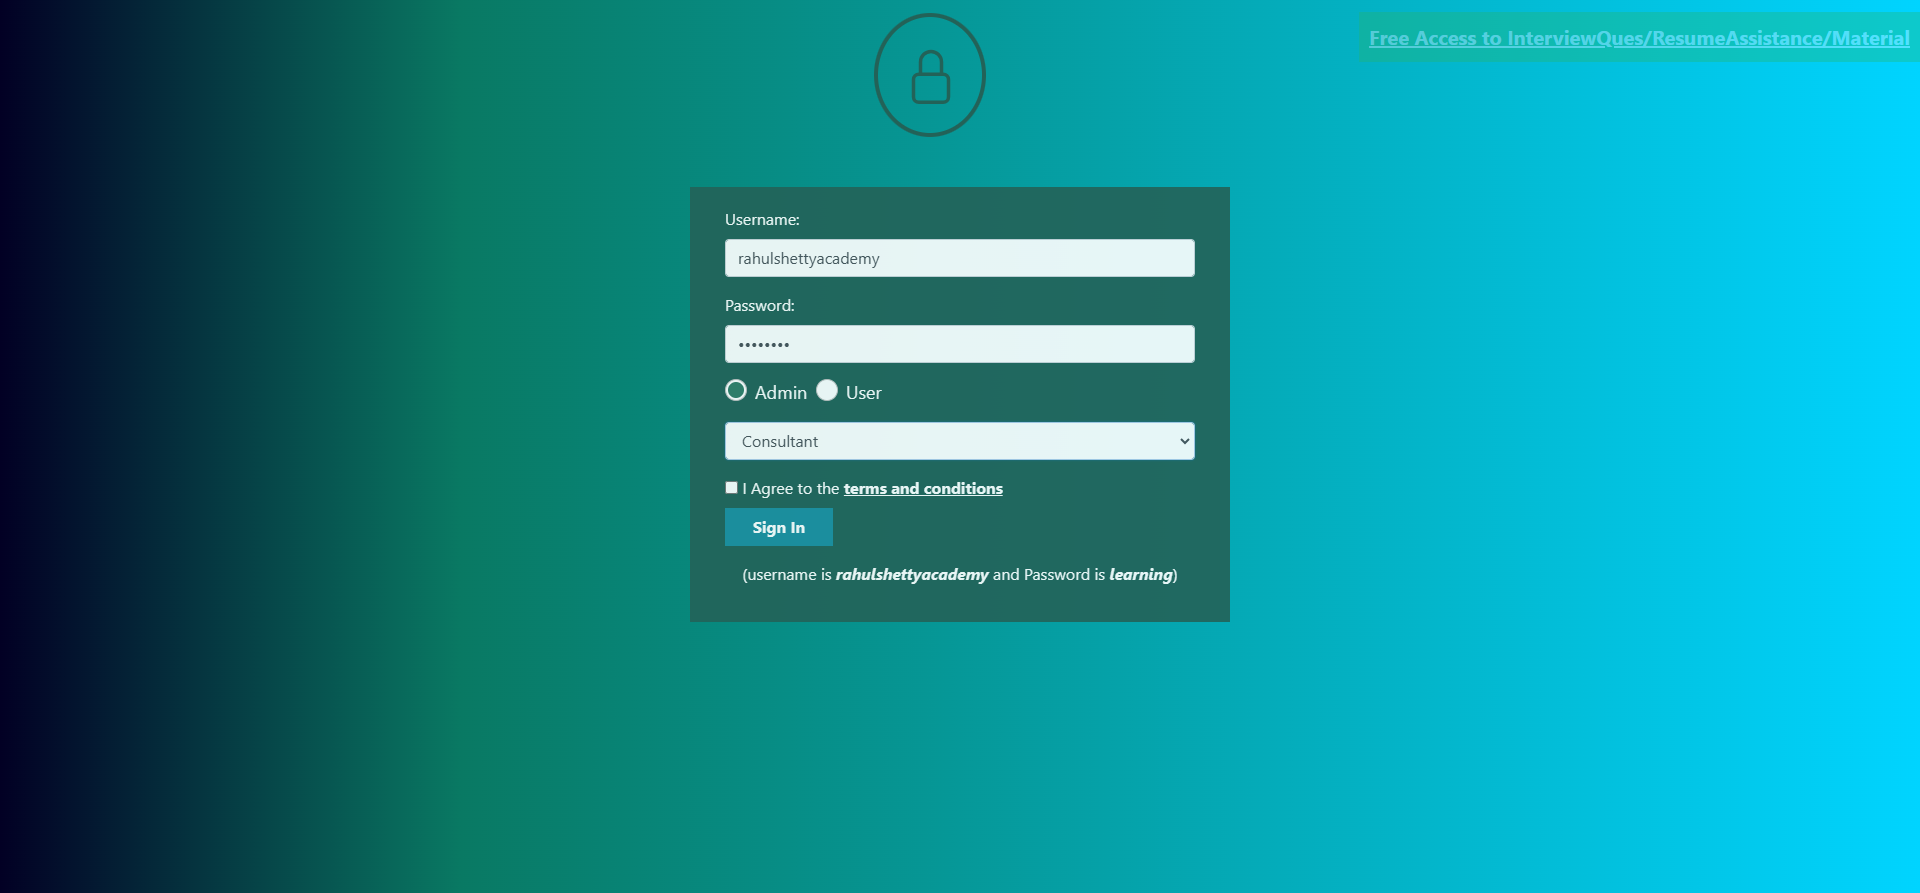 Free Access to InterviewQues/ResumeAssistance/Material
Username:
rahulshettyacademy
Password:
••••••••
Admin User
Consultant
I Agree to the terms and conditions
Sign In
(username is rahulshettyacademy and Password is learning)